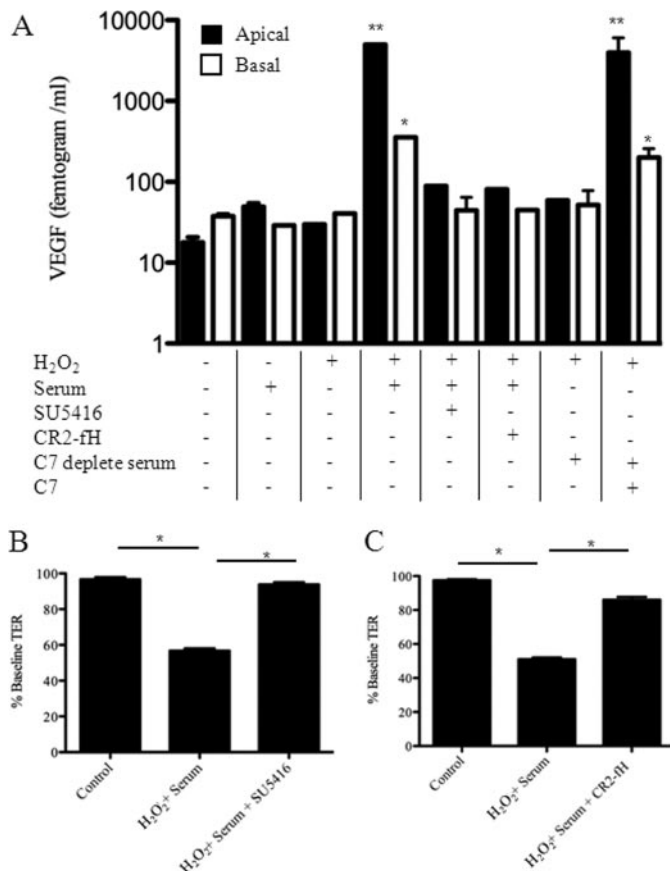 A
10000
1000
100
10
1
VEGF (femtogram /ml)
Apical
Basal
**
*
**
*
H₂O₂ - - + + + + + +
Serum - + - + + + - -
SU5416 - - - - + - - -
CR2-fH - - - - - + - -
C7 deplete serum - - - - - - + +
C7 - - - - - - - +
B
*
*
100
80
60
40
20
0
% Baseline TER
Control
H₂O₂+ Serum
H₂O₂+ Serum + SU5416
C
*
*
100
80
60
40
20
0
% Baseline TER
Control
H₂O₂+ Serum
H₂O₂+ Serum + CR2-fH